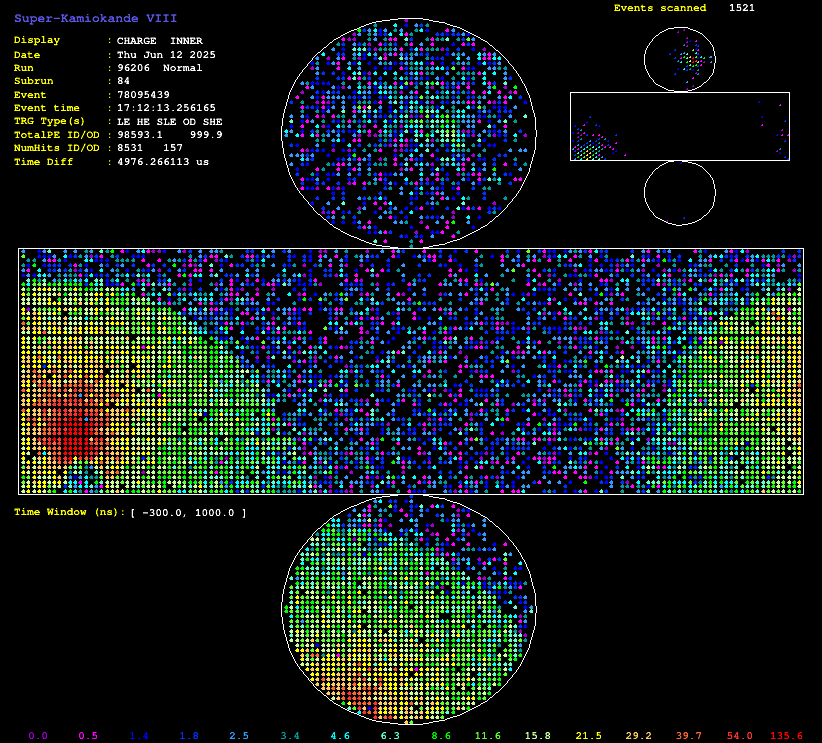 Super-Kamiokande VIII
Display : CHARGE INNER
Date : Thu Jun 12 2025
Run : 96206 Normal
Subrun : 84
Event : 78095439
Event time : 17:12:13.256165
TRG Type(s) : LE HE SLE OD SHE
TotalPE ID/OD : 98593.1 999.9
NumHits ID/OD : 8531 157
Time Diff : 4976.266113 us
Events scanned 1521
Time Window (ns): [ -300.0, 1000.0 ]
0.0 0.5 1.4 1.8 2.5 3.4 4.6 6.3 8.6 11.6 15.8 21.5 29.2 39.7 54.0 135.6